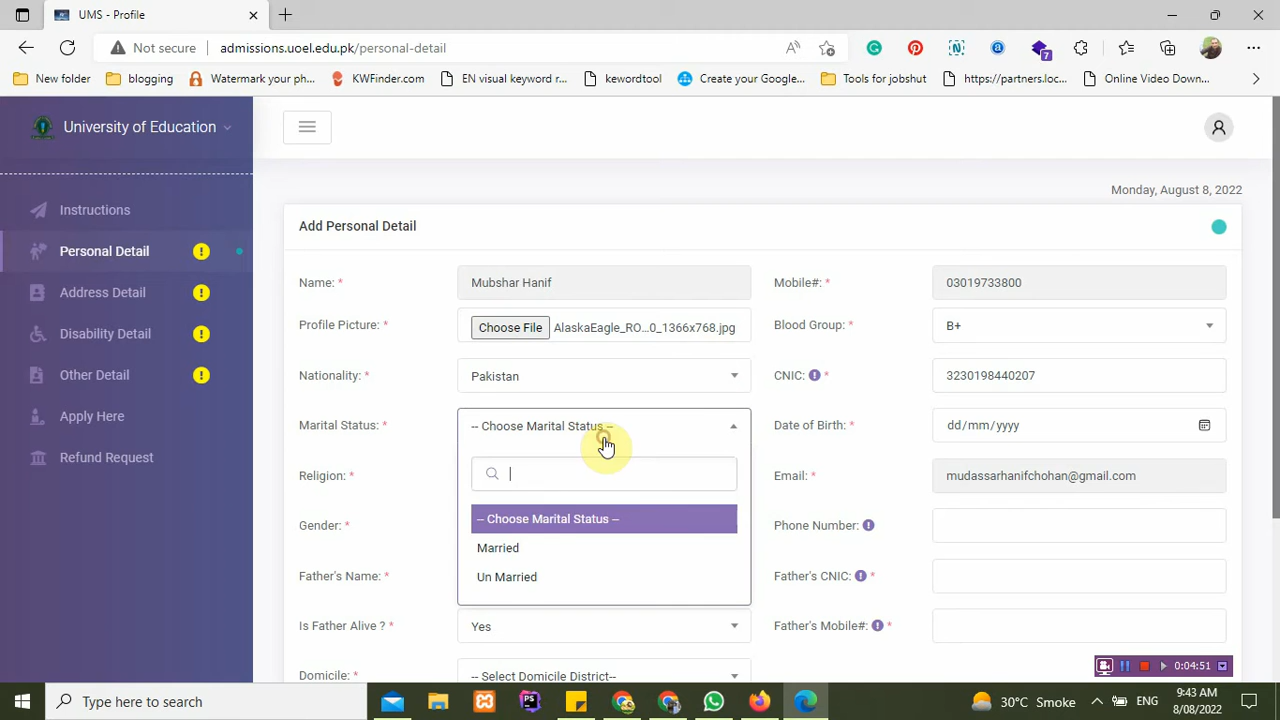 UMS - Profile
Not secure
admissions.uoel.edu.pk/personal-detail
New folder
blogging
Watermark your ph...
KWFinder.com
EN visual keyword r...
kewordtool
Create your Google...
Tools for jobshut
https://partners.loc...
Online Video Down...
University of Education
Monday, August 8, 2022
Instructions
Personal Detail
Address Detail
Disability Detail
Other Detail
Apply Here
Refund Request
Add Personal Detail
Name: * Mubshar Hanif
Mobile#: * 03019733800
Profile Picture: * Choose File AlaskaEagle_RO...0_1366x768.jpg
Blood Group: * B+
Nationality: * Pakistan
CNIC: * 3230198440207
Marital Status: * -- Choose Marital Status --
Date of Birth: * dd/mm/yyyy
Religion: *
Email: * mudassarhanifchohan@gmail.com
-- Choose Marital Status --
Married
Un Married
Gender: *
Phone Number:
Father's Name: *
Father's CNIC: *
Is Father Alive ? * Yes
Father's Mobile#: *
Domicile: * -- Select Domicile District--
04:04:51
Type here to search
30°C Smoke
ENG
9:43 AM
8/08/2022
7